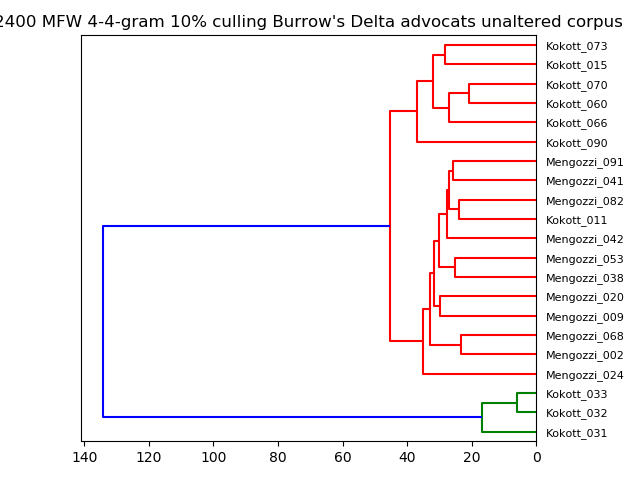 2400 MFW 4-4-gram 10% culling Burrow's Delta advocats unaltered corpus
Kokott_073
Kokott_015
Kokott_070
Kokott_060
Kokott_066
Kokott_090
Mengozzi_091
Mengozzi_041
Mengozzi_082
Kokott_011
Mengozzi_042
Mengozzi_053
Mengozzi_038
Mengozzi_020
Mengozzi_009
Mengozzi_068
Mengozzi_002
Mengozzi_024
Kokott_033
Kokott_032
Kokott_031
140 120 100 80 60 40 20 0